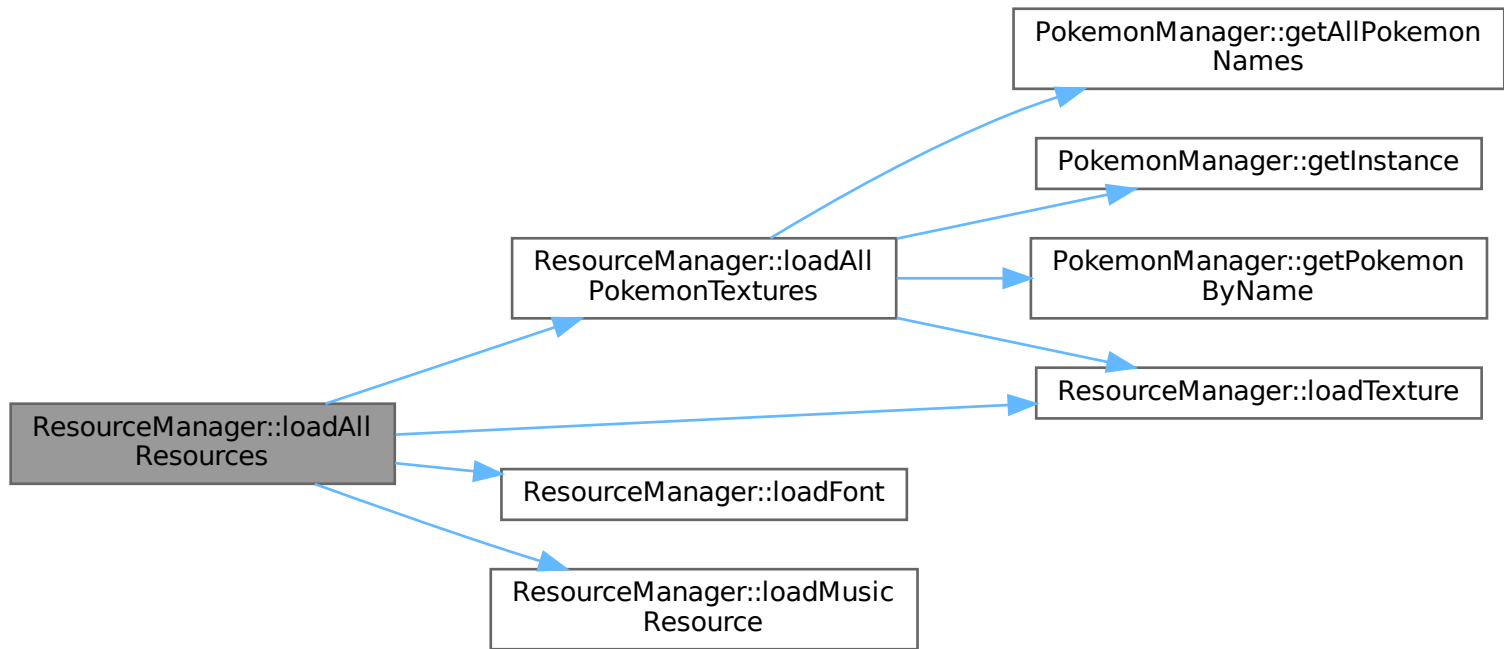 PokemonManager::getAllPokemon
Names
PokemonManager::getInstance
ResourceManager::loadAll
PokemonTextures
PokemonManager::getPokemon
ByName
ResourceManager::loadTexture
ResourceManager::loadAll
Resources
ResourceManager::loadFont
ResourceManager::loadMusic
Resource